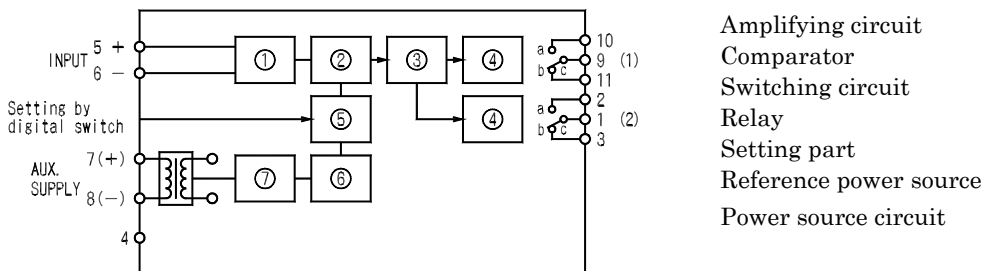 5 +
INPUT
6 −
① ② ③ ④
a b c
10
9 (1)
11
Setting by
digital switch
⑤ ④
a b c
2
1 (2)
3
7(+)
AUX.
SUPPLY
8(−)
⑦ ⑥
4
Amplifying circuit
Comparator
Switching circuit
Relay
Setting part
Reference power source
Power source circuit